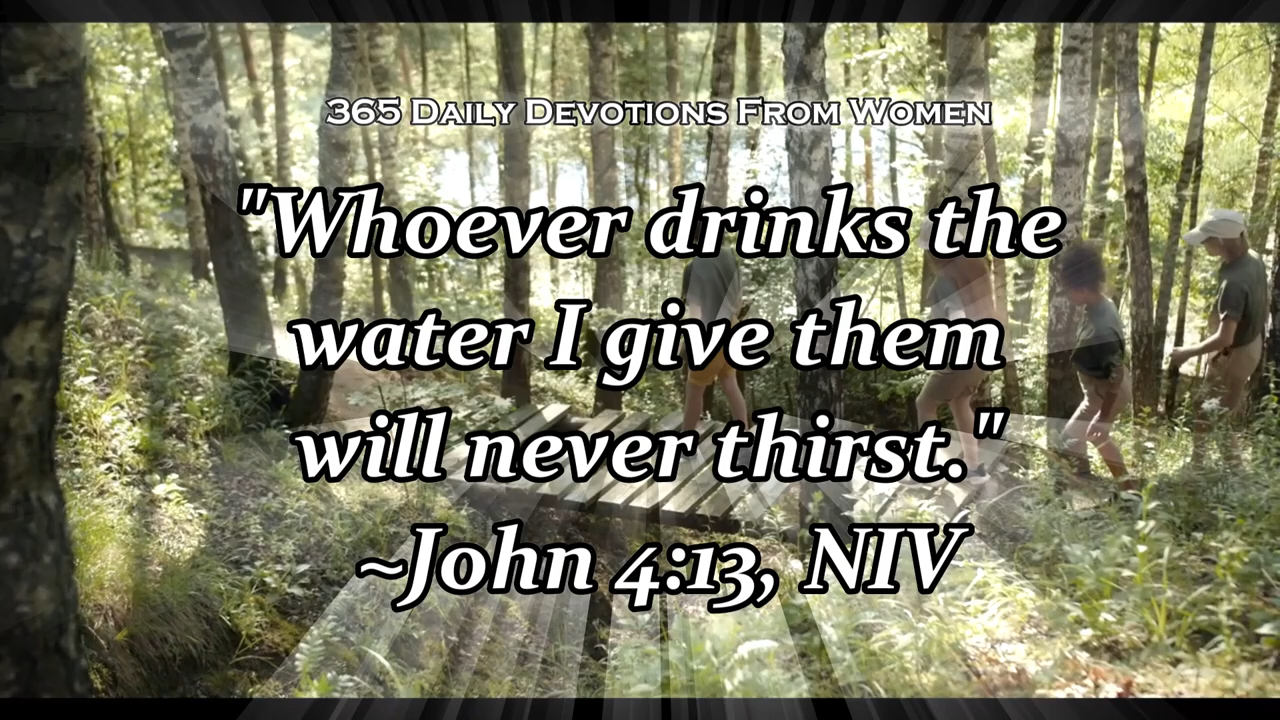 365 Daily Devotions From Women
"Whoever drinks the
water I give them
will never thirst."
~John 4:13, NIV